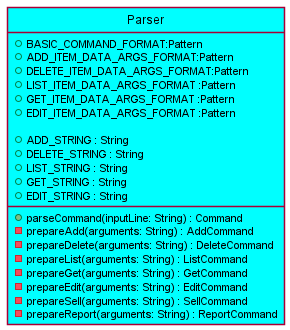 Parser
BASIC_COMMAND_FORMAT:Pattern
ADD_ITEM_DATA_ARGS_FORMAT:Pattern
DELETE_ITEM_DATA_ARGS_FORMAT:Pattern
LIST_ITEM_DATA_ARGS_FORMAT :Pattern
GET_ITEM_DATA_ARGS_FORMAT :Pattern
EDIT_ITEM_DATA_ARGS_FORMAT :Pattern
ADD_STRING : String
DELETE_STRING : String
LIST_STRING : String
GET_STRING : String
EDIT_STRING : String
parseCommand(inputLine: String) : Command
prepareAdd(arguments: String) : AddCommand
prepareDelete(arguments: String) : DeleteCommand
prepareList(arguments: String) : ListCommand
prepareGet(arguments: String) : GetCommand
prepareEdit(arguments: String) : EditCommand
prepareSell(arguments: String) : SellCommand
prepareReport(arguments: String) : ReportCommand